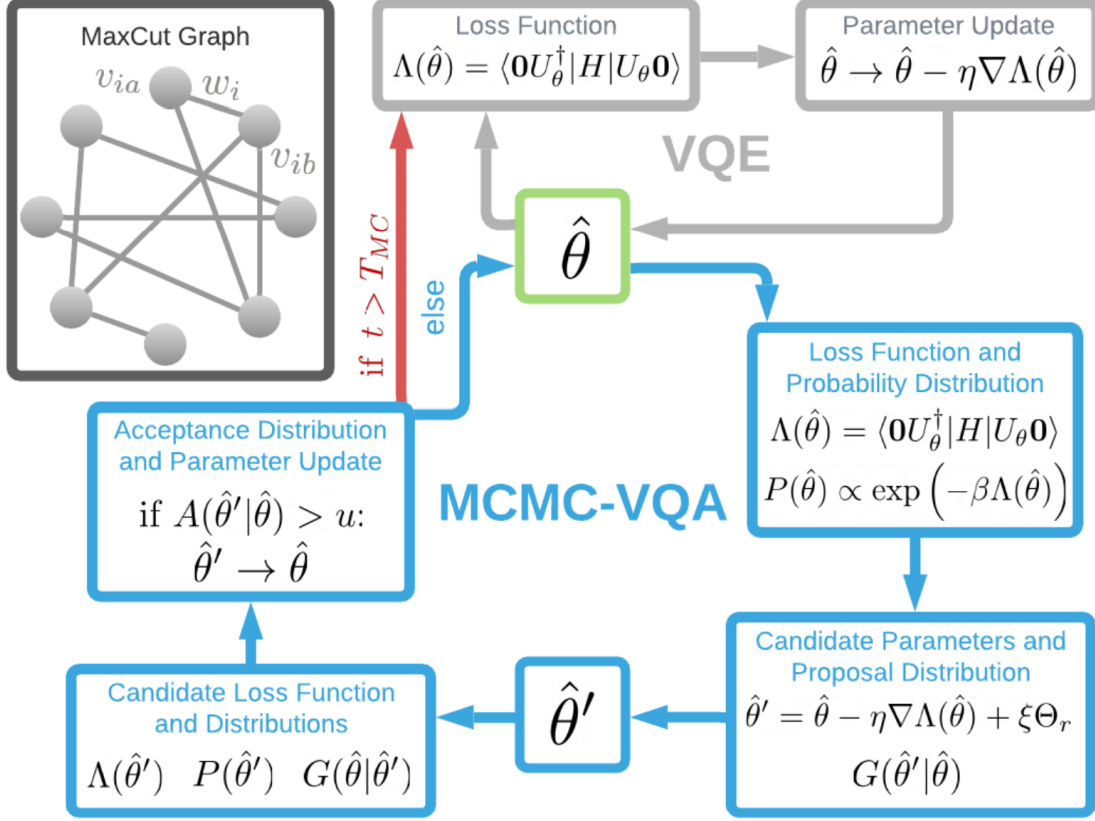 MaxCut Graph
v_{ia} w_i
v_{ib}
Loss Function
Λ(θ̂) = ⟨𝟎U_θ^†|H|U_θ𝟎⟩
Parameter Update
θ̂ → θ̂ − η∇Λ(θ̂)
VQE
θ̂
if t > T_{MC}
else
Loss Function and
Probability Distribution
Λ(θ̂) = ⟨𝟎U_θ^†|H|U_θ𝟎⟩
P(θ̂) ∝ exp(−βΛ(θ̂))
Acceptance Distribution
and Parameter Update
if A(θ̂′|θ̂) > u:
θ̂′ → θ̂
MCMC-VQA
Candidate Parameters and
Proposal Distribution
θ̂′ = θ̂ − η∇Λ(θ̂) + ξΘ_r
G(θ̂′|θ̂)
θ̂′
Candidate Loss Function
and Distributions
Λ(θ̂′) P(θ̂′) G(θ̂|θ̂′)